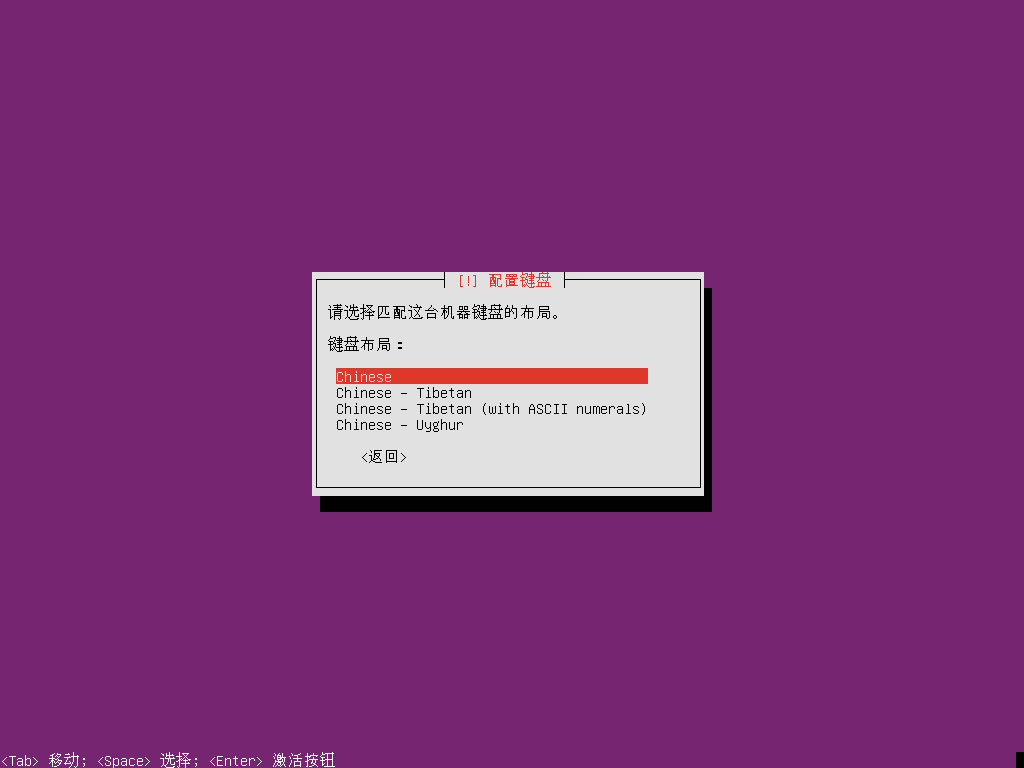 [!] 配置键盘
请选择匹配这台机器键盘的布局。
键盘布局：
Chinese
Chinese - Tibetan
Chinese - Tibetan (with ASCII numerals)
Chinese - Uyghur
<返回>
<Tab> 移动; <Space> 选择; <Enter> 激活按钮